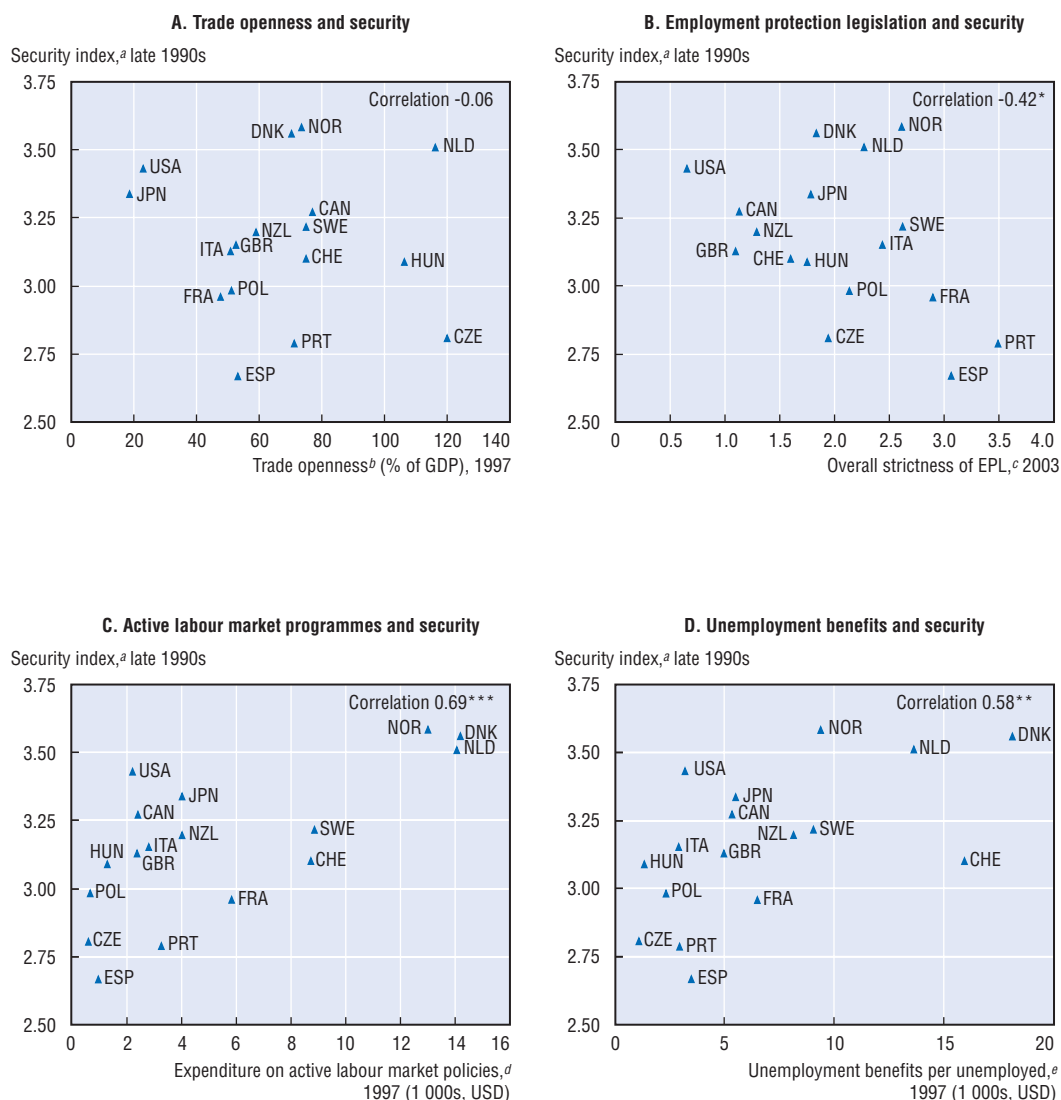 A. Trade openness and security
Security index,a late 1990s
3.75
3.50
3.25
3.00
2.75
2.50
Correlation -0.06
DNK
NOR
NLD
USA
JPN
CAN
SWE
NZL
GBR
ITA
CHE
HUN
POL
FRA
PRT
CZE
ESP
0 20 40 60 80 100 120 140
Trade opennessb (% of GDP), 1997
B. Employment protection legislation and security
Security index,a late 1990s
3.75
3.50
3.25
3.00
2.75
2.50
Correlation -0.42*
NOR
DNK
NLD
USA
JPN
CAN
SWE
NZL
ITA
GBR
CHE
HUN
POL
FRA
CZE
PRT
ESP
0 0.5 1.0 1.5 2.0 2.5 3.0 3.5 4.0
Overall strictness of EPL,c 2003
C. Active labour market programmes and security
Security index,a late 1990s
3.75
3.50
3.25
3.00
2.75
2.50
Correlation 0.69***
NOR
DNK
NLD
USA
JPN
CAN
SWE
NZL
ITA
HUN
GBR
CHE
POL
FRA
CZE
PRT
ESP
0 2 4 6 8 10 12 14 16
Expenditure on active labour market policies,d
1997 (1 000s, USD)
D. Unemployment benefits and security
Security index,a late 1990s
3.75
3.50
3.25
3.00
2.75
2.50
Correlation 0.58**
NOR
DNK
NLD
USA
JPN
CAN
SWE
NZL
ITA
GBR
HUN
CHE
POL
FRA
CZE
PRT
ESP
0 5 10 15 20
Unemployment benefits per unemployed,e
1997 (1 000s, USD)